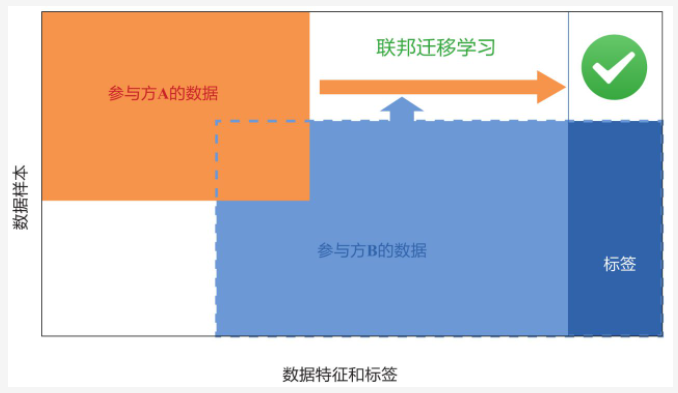 联邦迁移学习
参与方A的数据
数据样本
参与方B的数据
标签
数据特征和标签